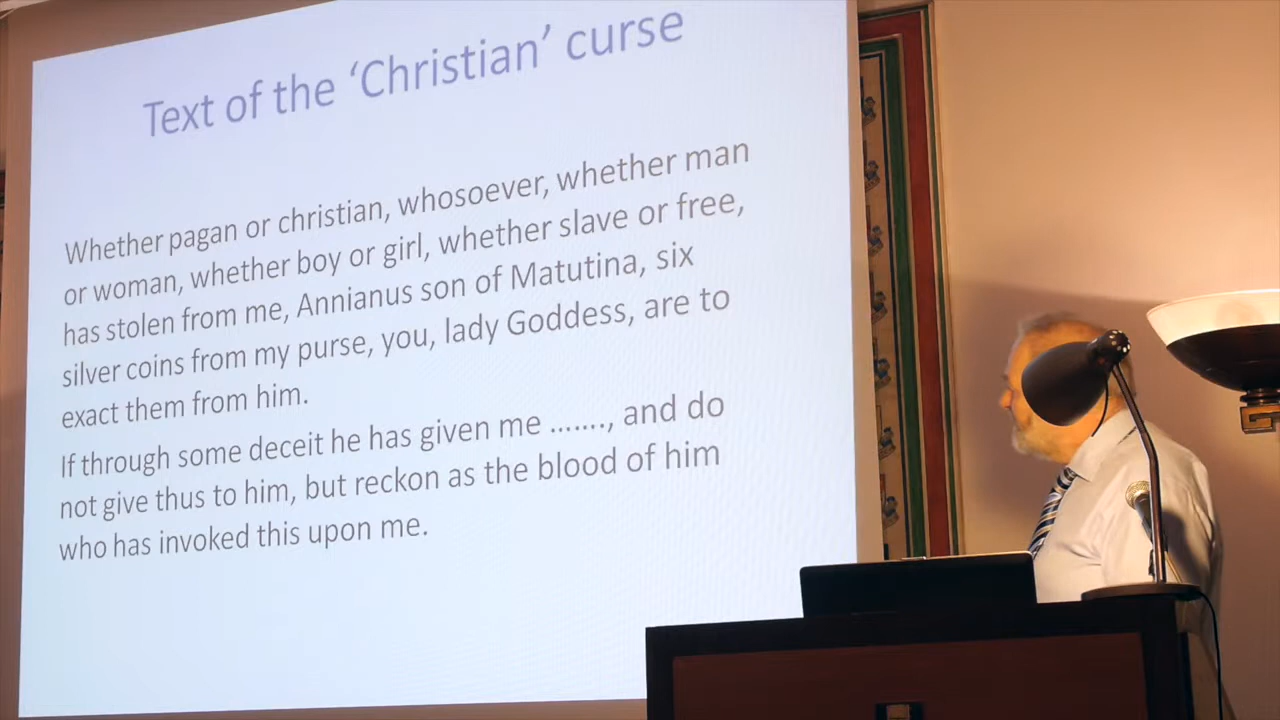 Text of the ‘Christian’ curse
Whether pagan or christian, whosoever, whether man
or woman, whether boy or girl, whether slave or free,
has stolen from me, Annianus son of Matutina, six
silver coins from my purse, you, lady Goddess, are to
exact them from him.
If through some deceit he has given me ......., and do
not give thus to him, but reckon as the blood of him
who has invoked this upon me.